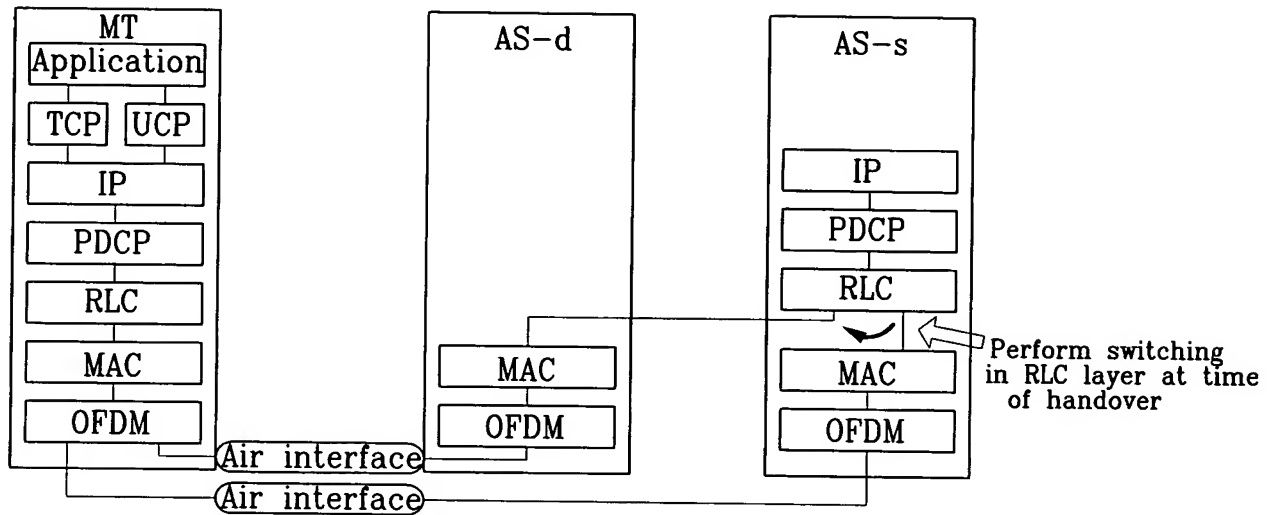 MT
Application
TCP
UCP
IP
PDCP
RLC
MAC
OFDM
AS-d
MAC
OFDM
AS-s
IP
PDCP
RLC
MAC
OFDM
Perform switching
in RLC layer at time
of handover
Air interface
Air interface